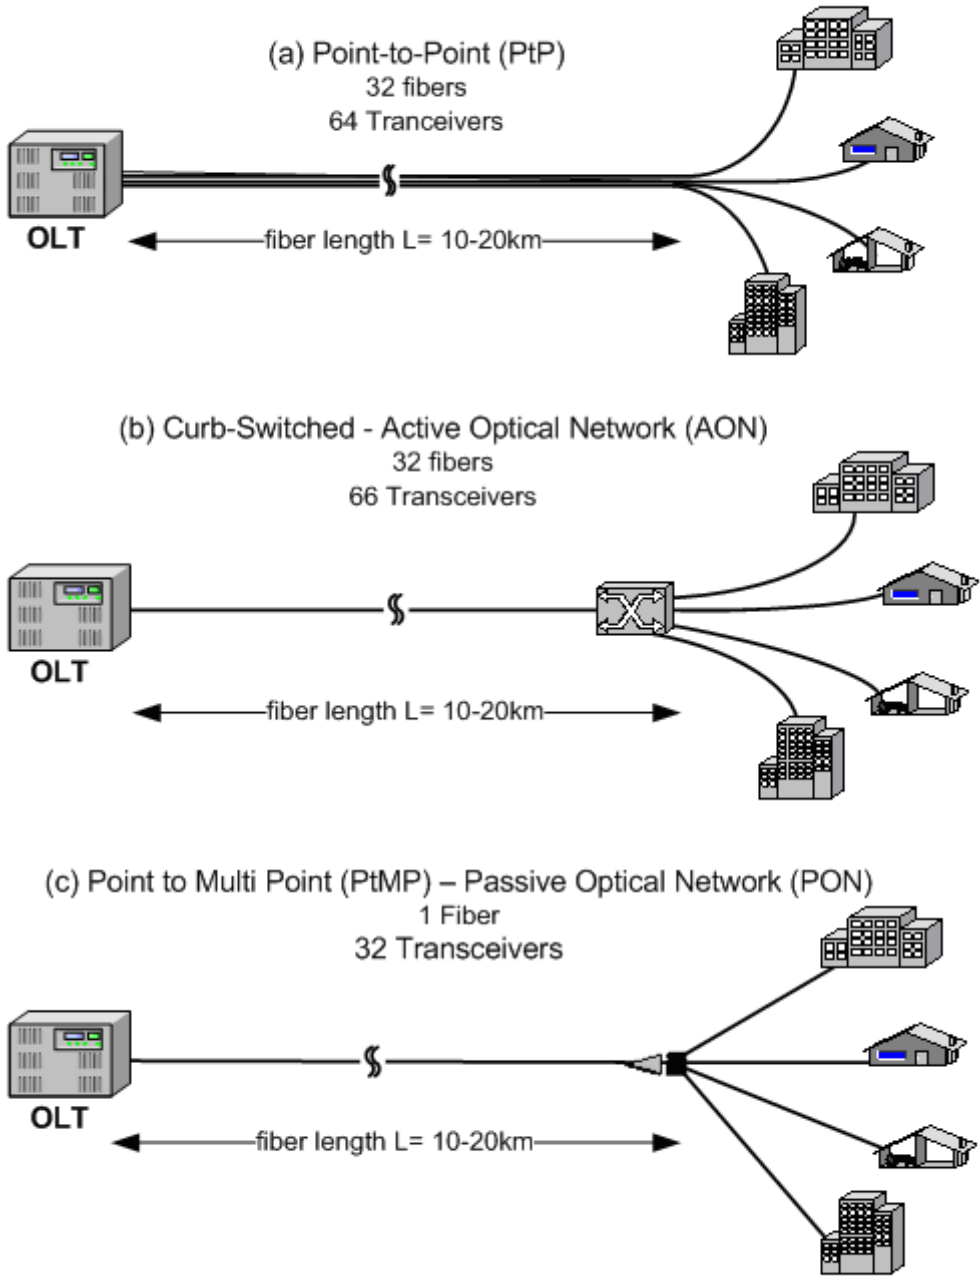 (a) Point-to-Point (PtP)
32 fibers
64 Tranceivers
OLT
fiber length L= 10-20km
(b) Curb-Switched - Active Optical Network (AON)
32 fibers
66 Transceivers
OLT
fiber length L= 10-20km
(c) Point to Multi Point (PtMP) – Passive Optical Network (PON)
1 Fiber
32 Transceivers
OLT
fiber length L= 10-20km